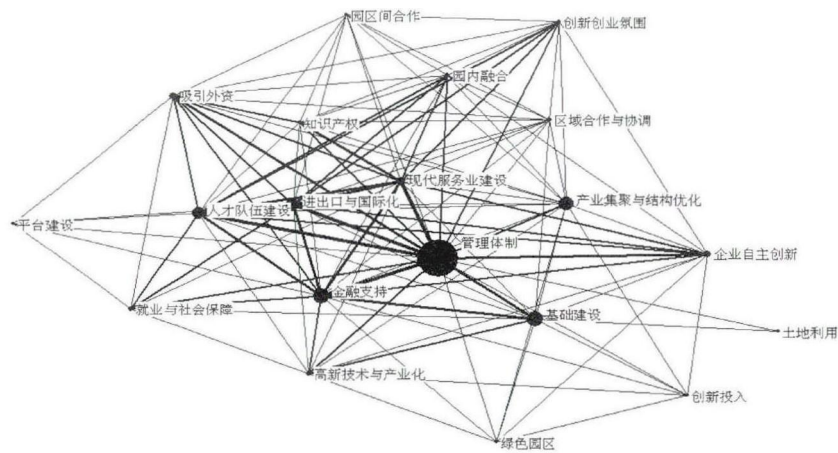 园区间合作
创新创业氛围
园内融合
吸引外资
知识产权
区域合作与协调
现代服务业建设
进出口与国际化
产业集聚与结构优化
人才队伍建设
平台建设
管理体制
企业自主创新
金融支持
就业与社会保障
基础建设
土地利用
高新技术与产业化
创新投入
绿色园区